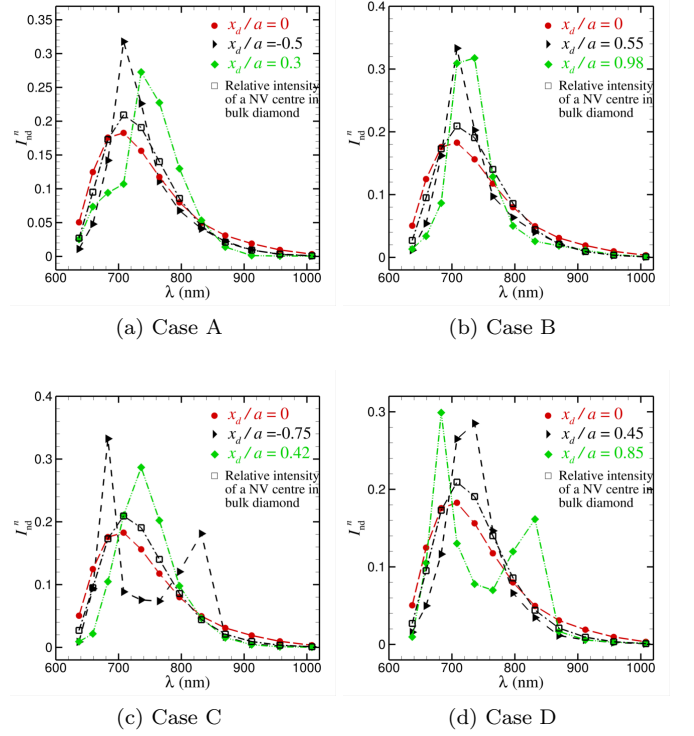 x_d/a = 0
x_d/a = -0.5
x_d/a = 0.3
Relative intensity
of a NV centre in
bulk diamond
I_nd^n
0.35
0.3
0.25
0.2
0.15
0.1
0.05
0
600 700 800 900 1000
λ (nm)
(a) Case A
x_d/a = 0
x_d/a = 0.55
x_d/a = 0.98
Relative intensity
of a NV centre in
bulk diamond
I_nd^n
0.4
0.3
0.2
0.1
0
600 700 800 900 1000
λ (nm)
(b) Case B
x_d/a = 0
x_d/a = -0.75
x_d/a = 0.42
Relative intensity
of a NV centre in
bulk diamond
I_nd^n
0.4
0.3
0.2
0.1
0
600 700 800 900 1000
λ (nm)
(c) Case C
x_d/a = 0
x_d/a = 0.45
x_d/a = 0.85
Relative intensity
of a NV centre in
bulk diamond
I_nd^n
0.3
0.2
0.1
0
600 700 800 900 1000
λ (nm)
(d) Case D